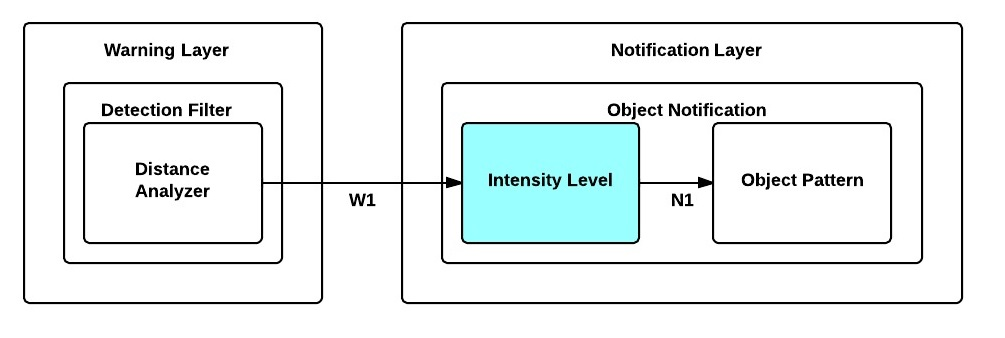 Warning Layer
Notification Layer
Detection Filter
Object Notification
Distance
Analyzer
Intensity Level
Object Pattern
W1
N1